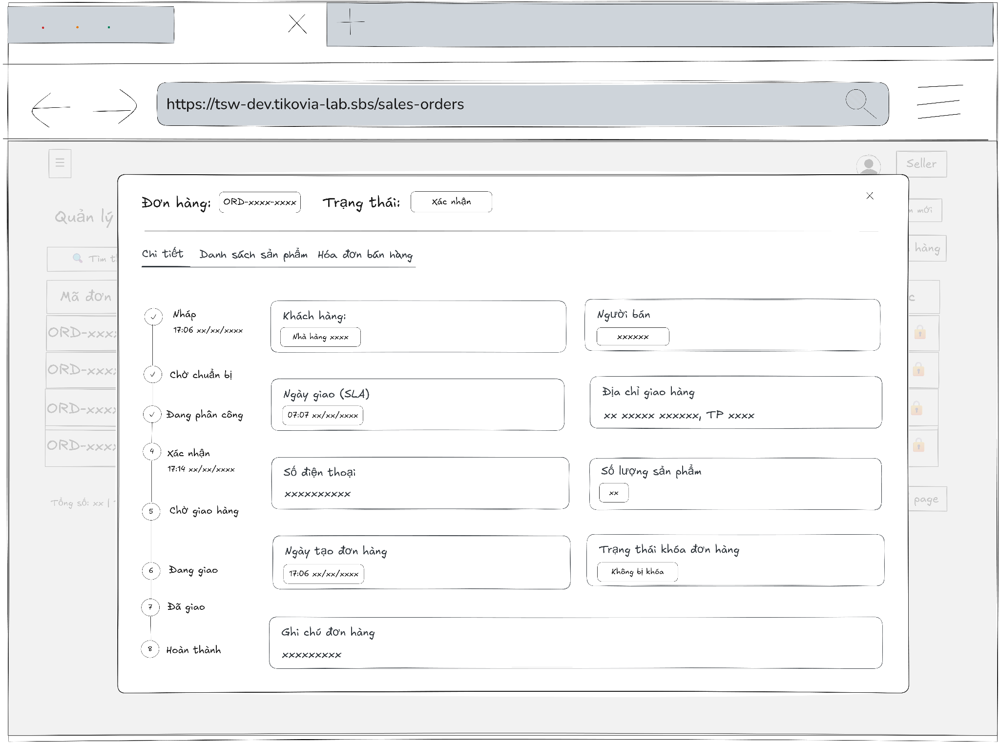 https://tsw-dev.tikovia-lab.sbs/sales-orders
☰
Seller
Đơn hàng: ORD-xxxx-xxxx Trạng thái: Xác nhận
Quản lý
mới
Chi tiết Danh sách sản phẩm Hóa đơn bán hàng
Tìm
hàng
Mã đơn
Nháp
17:06 xx/xx/xxxx
Khách hàng:
Nhà hàng xxxx
Người bán
xxxxxx
ORD-xxx
Chờ chuẩn bị
ORD-xxx
Ngày giao (SLA)
07:07 xx/xx/xxxx
Địa chỉ giao hàng
xx xxxxx xxxxxx, TP xxxx
Đang phân công
ORD-xxx
4 Xác nhận
17:14 xx/xx/xxxx
ORD-xxx
Số điện thoại
xxxxxxxxxx
Số lượng sản phẩm
xx
Tổng số: xx |
page
5 Chờ giao hàng
6 Đang giao
Ngày tạo đơn hàng
17:06 xx/xx/xxxx
Trạng thái khóa đơn hàng
Không bị khóa
7 Đã giao
8 Hoàn thành
Ghi chú đơn hàng
xxxxxxxxx